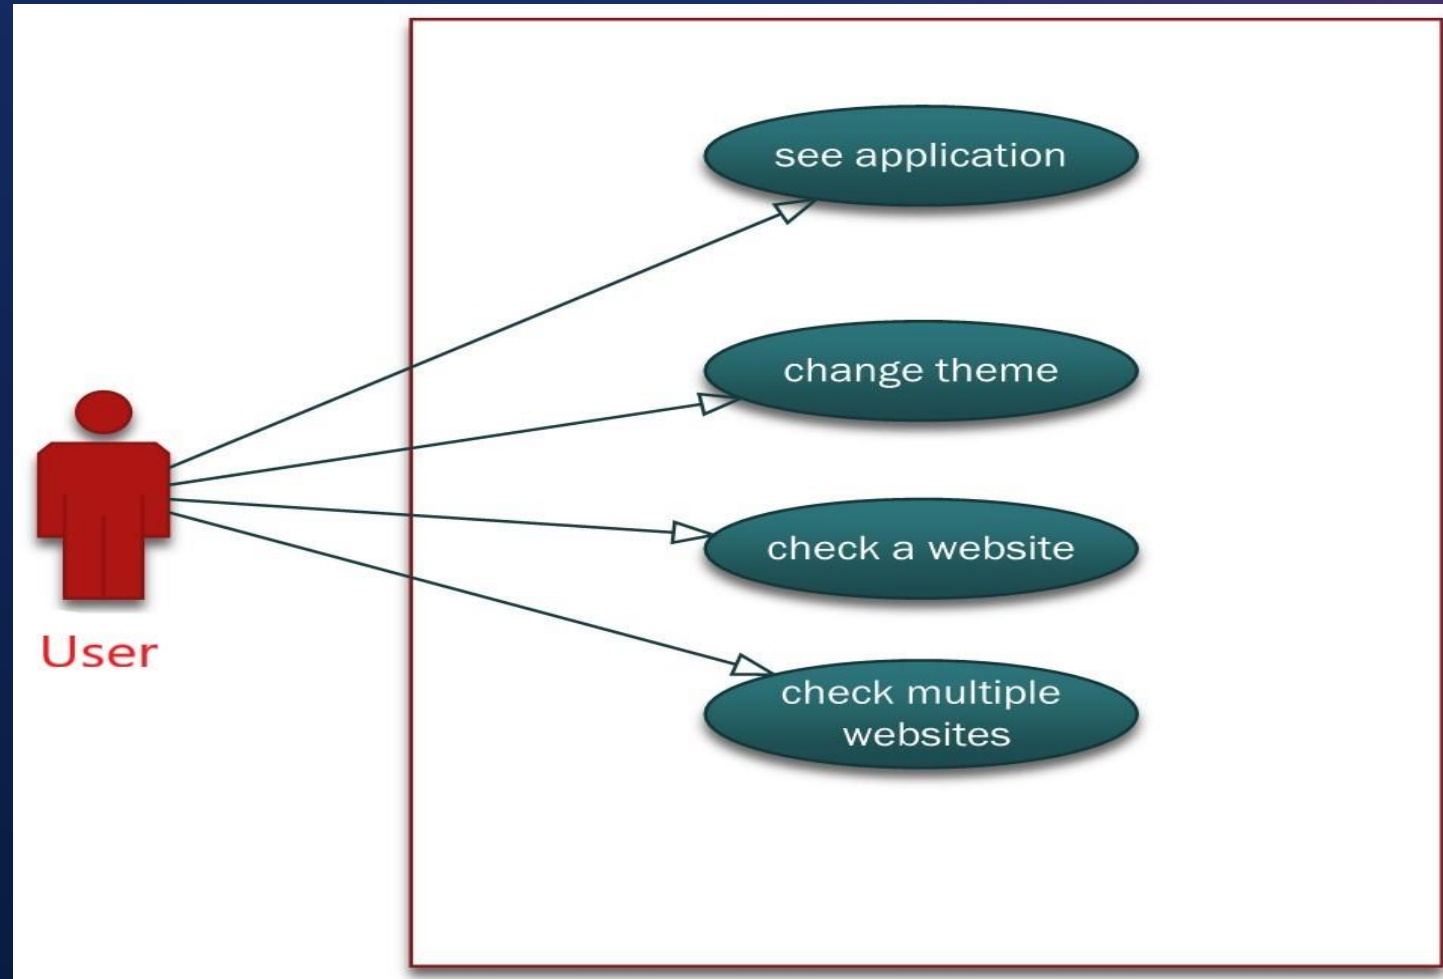 see application
change theme
check a website
User
check multiple
websites